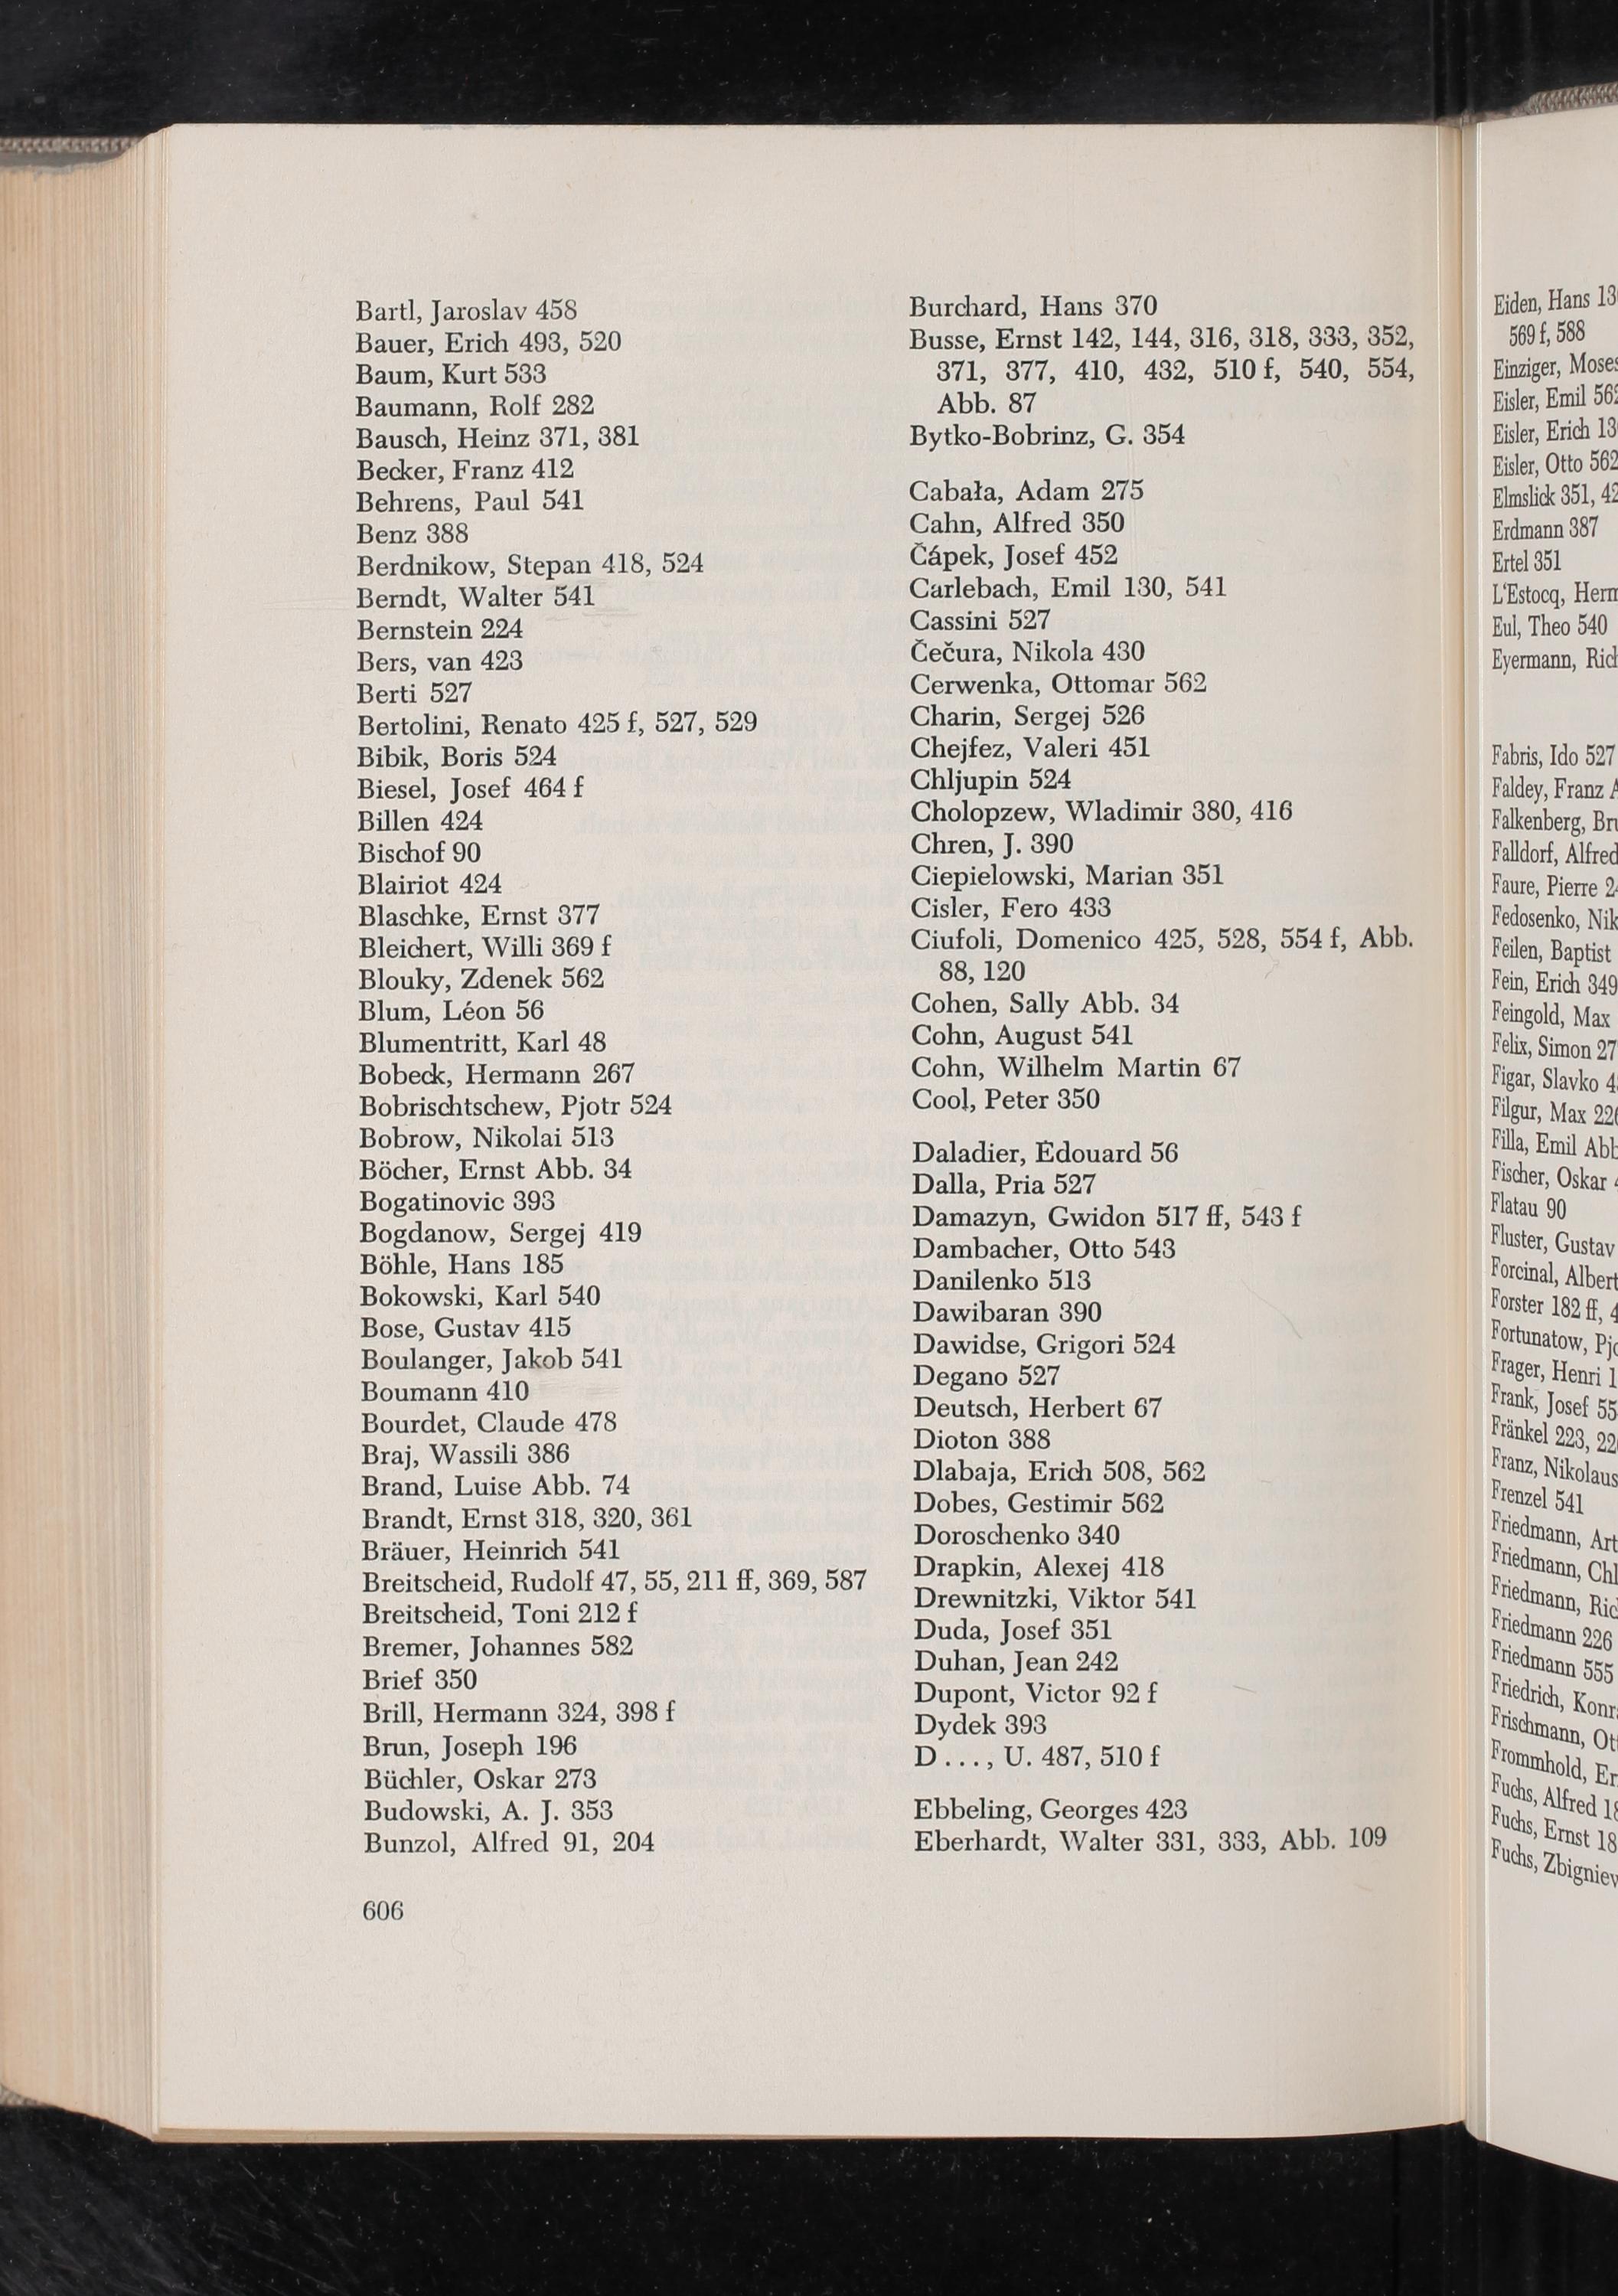 Bartl, Jaroslav 458
Bauer, Erich 493, 520
Baum, Kurt 533
Baumann, Rolf 282
Bausch, Heinz 371, 381
Becker, Franz 412
Behrens, Paul 541
Benz 388
Berdnikow, Stepan 418, 524
Berndt, Walter 541
Bernstein 224
Bers, van 423
Berti 527
Bertolini, Renato 425 f, 527, 529
Bibik, Boris 524
Biesel, Josef 464 f
Billen 424
Bischof 90
Blairiot 424
Blaschke, Ernst 377
Bleichert, Willi 369 f
Blouky, Zdenek 562
Blum, Léon 56
Blumentritt, Karl 48
Bobeck, Hermann 267
Bobrischtschew, Pjotr 524
Bobrow, Nikolai 513
Böcher, Ernst Abb. 34
Bogatinovic 393
Bogdanow, Sergej 419
Böhle, Hans 185
Bokowski, Karl 540
Bose, Gustav 415
Boulanger, Jakob 541
Boumann 410
Bourdet, Claude 478
Braj, Wassili 386
Brand, Luise Abb. 74
Brandt, Ernst 318, 320, 361
Bräuer, Heinrich 541
Breitscheid, Rudolf 47, 55, 211 ff, 369, 587
Breitscheid, Toni 212 f
Bremer, Johannes 582
Brief 350
Brill, Hermann 324, 398 f
Brun, Joseph 196
Büchler, Oskar 273
Budowski, A. J. 353
Bunzol, Alfred 91, 204
606
Burchard, Hans 370
Busse, Ernst 142, 144, 316, 318, 333, 352,
371, 377, 410, 432, 510 f, 540, 554,
Abb. 87
Bytko-Bobrinz, G. 354
Cabała, Adam 275
Cahn, Alfred 350
Čápek, Josef 452
Carlebach, Emil 130, 541
Cassini 527
Čečura, Nikola 430
Cerwenka, Ottomar 562
Charin, Sergej 526
Chejfez, Valeri 451
Chljupin 524
Cholopzew, Wladimir 380, 416
Chren, J. 390
Ciepielowski, Marian 351
Cisler, Fero 433
Ciufoli, Domenico 425, 528, 554 f, Abb.
88, 120
Cohen, Sally Abb. 34
Cohn, August 541
Cohn, Wilhelm Martin 67
Cool, Peter 350
Daladier, Édouard 56
Dalla, Pria 527
Damazyn, Gwidon 517 ff, 543 f
Dambacher, Otto 543
Danilenko 513
Dawibaran 390
Dawidse, Grigori 524
Degano 527
Deutsch, Herbert 67
Dioton 388
Dlabaja, Erich 508, 562
Dobes, Gestimir 562
Doroschenko 340
Drapkin, Alexej 418
Drewnitzki, Viktor 541
Duda, Josef 351
Duhan, Jean 242
Dupont, Victor 92 f
Dydek 393
D . . . , U. 487, 510 f
Ebbeling, Georges 423
Eberhardt, Walter 331, 333, Abb. 109
Eiden, Hans
569 f, 588
Einziger,
Eisler, Emil
Eisler, Erich
Eisler, Otto 562
Elmslick 351,
Erdmann 387
Ertel 351
L'Estocq,
Eul, Theo 540
Eyermann,
Fabris, Ido 527
Faldey, Franz
Falkenberg,
Falldorf, Alfred
Faure, Pierre
Fedosenko,
Feilen, Baptist
Fein, Erich 349
Feingold, Max
Felix, Simon
Figar, Slavko
Filgur, Max
Filla, Emil
Fischer, Oskar
Flatau 90
Fluster, Gustav
Forcinal, Albert
Forster 182 ff,
Fortunatow,
Frager, Henri
Frank, Josef
Fränkel 223,
Franz, Nikolaus
Frenzel 541
Friedmann,
Friedmann,
Friedmann,
Friedmann 226
Friedmann 555
Friedrich,
Frischmann,
Frommhold,
Fuchs, Alfred
Fuchs, Ernst
Fuchs,